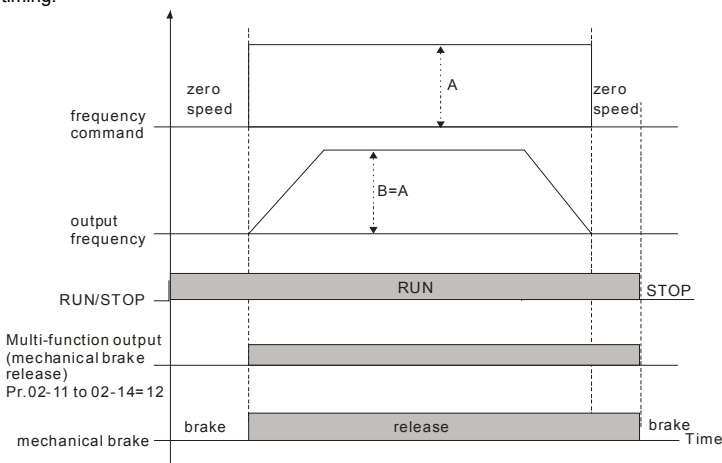 timing.
zero
speed
A
zero
speed
frequency
command
B=A
output
frequency
RUN/STOP
RUN
STOP
Multi-function output
(mechanical brake
release)
Pr.02-11 to 02-14=12
mechanical brake
brake
release
brake
Time